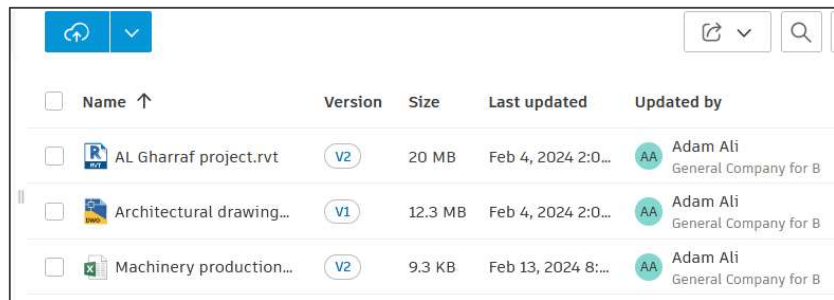 Name ↑ Version Size Last updated Updated by
RVT AL Gharraf project.rvt V2 20 MB Feb 4, 2024 2:0... AA Adam Ali
General Company for B
DWG Architectural drawing... V1 12.3 MB Feb 4, 2024 2:0... AA Adam Ali
General Company for B
Machinery production... V2 9.3 KB Feb 13, 2024 8:... AA Adam Ali
General Company for B